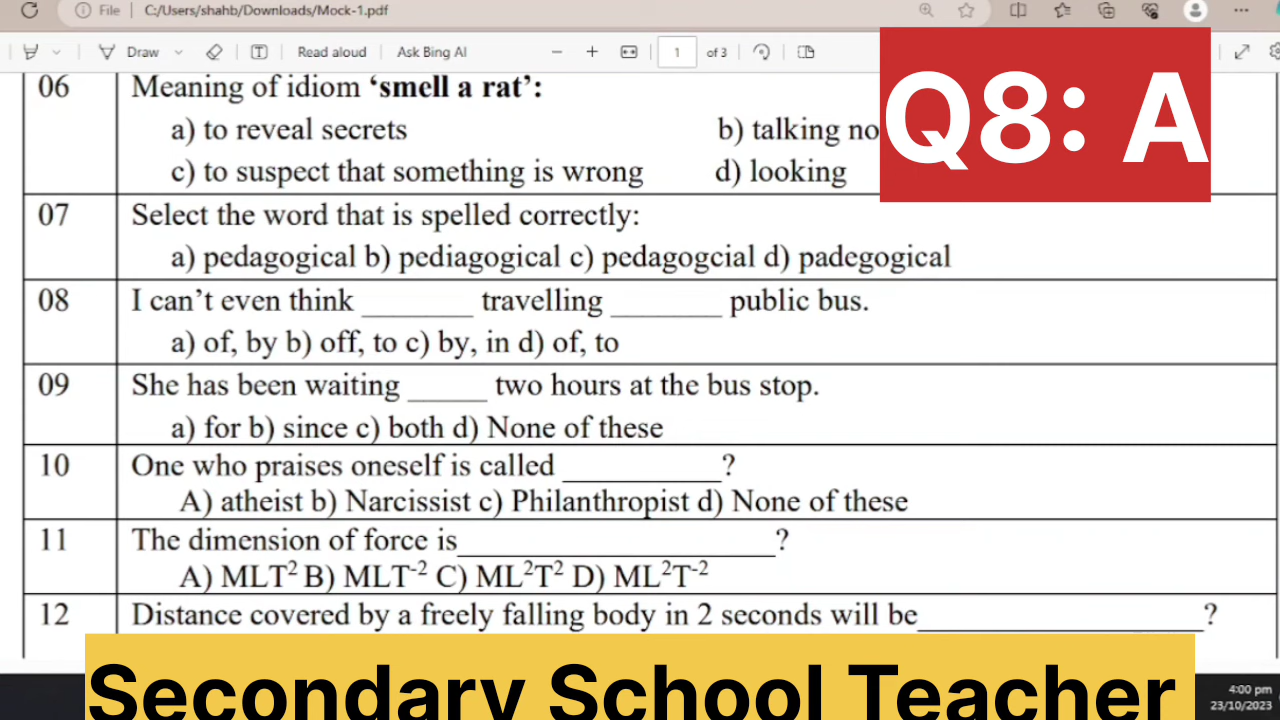 File C:/Users/shahb/Downloads/Mock-1.pdf
Draw Read aloud Ask Bing AI 1 of 3
Q8: A
06 Meaning of idiom ‘smell a rat’:
a) to reveal secrets b) talking no
c) to suspect that something is wrong d) looking
07 Select the word that is spelled correctly:
a) pedagogical b) pediagogical c) pedagogcial d) padegogical
08 I can’t even think _______ travelling _______ public bus.
a) of, by b) off, to c) by, in d) of, to
09 She has been waiting _____ two hours at the bus stop.
a) for b) since c) both d) None of these
10 One who praises oneself is called __________?
A) atheist b) Narcissist c) Philanthropist d) None of these
11 The dimension of force is____________________?
A) MLT² B) MLT⁻² C) ML²T² D) ML²T⁻²
12 Distance covered by a freely falling body in 2 seconds will be__________________?
Secondary School Teacher
4:00 pm
23/10/2023